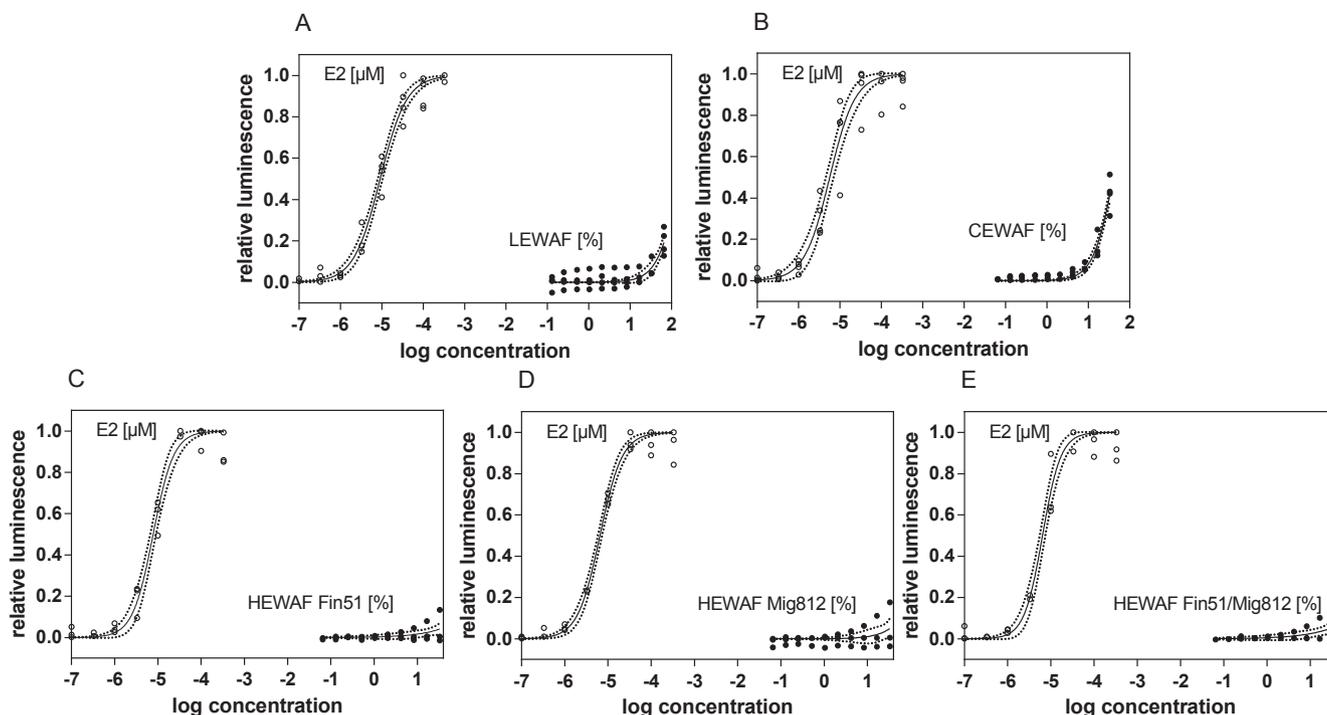 A
E2 [µM]
LEWAF [%]
relative luminescence
1.0
0.8
0.6
0.4
0.2
0.0
-7 -6 -5 -4 -3 -2 -1 0 1 2
log concentration
B
E2 [µM]
CEWAF [%]
relative luminescence
1.0
0.8
0.6
0.4
0.2
0.0
-7 -6 -5 -4 -3 -2 -1 0 1 2
log concentration
C
E2 [µM]
HEWAF Fin51 [%]
relative luminescence
1.0
0.8
0.6
0.4
0.2
0.0
-7 -6 -5 -4 -3 -2 -1 0 1
log concentration
D
E2 [µM]
HEWAF Mig812 [%]
relative luminescence
1.0
0.8
0.6
0.4
0.2
0.0
-7 -6 -5 -4 -3 -2 -1 0 1
log concentration
E
E2 [µM]
HEWAF Fin51/Mig812 [%]
relative luminescence
1.0
0.8
0.6
0.4
0.2
0.0
-7 -6 -5 -4 -3 -2 -1 0 1
log concentration